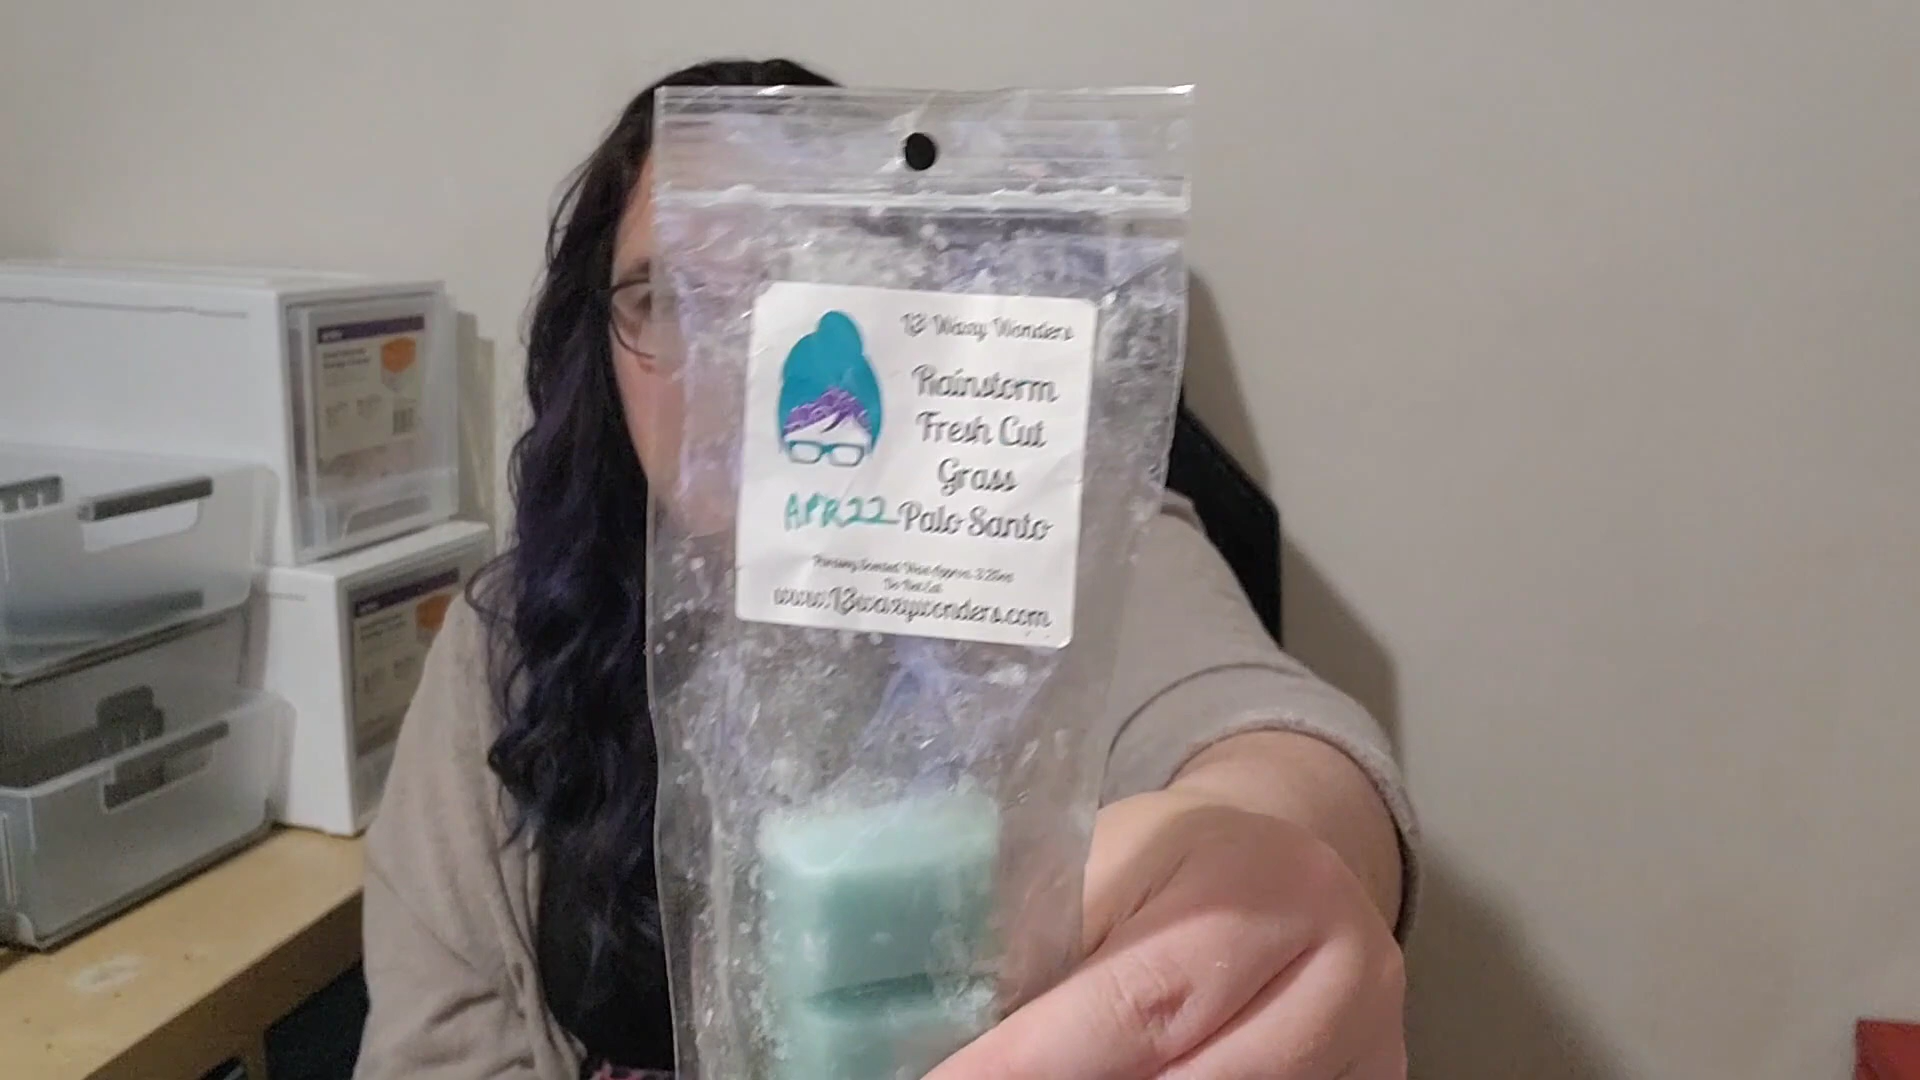 13 Waxy Wonders
Rainstorm
Fresh Cut
Grass
APR22 Palo Santo
Do Not Eat
www.13waxywonders.com